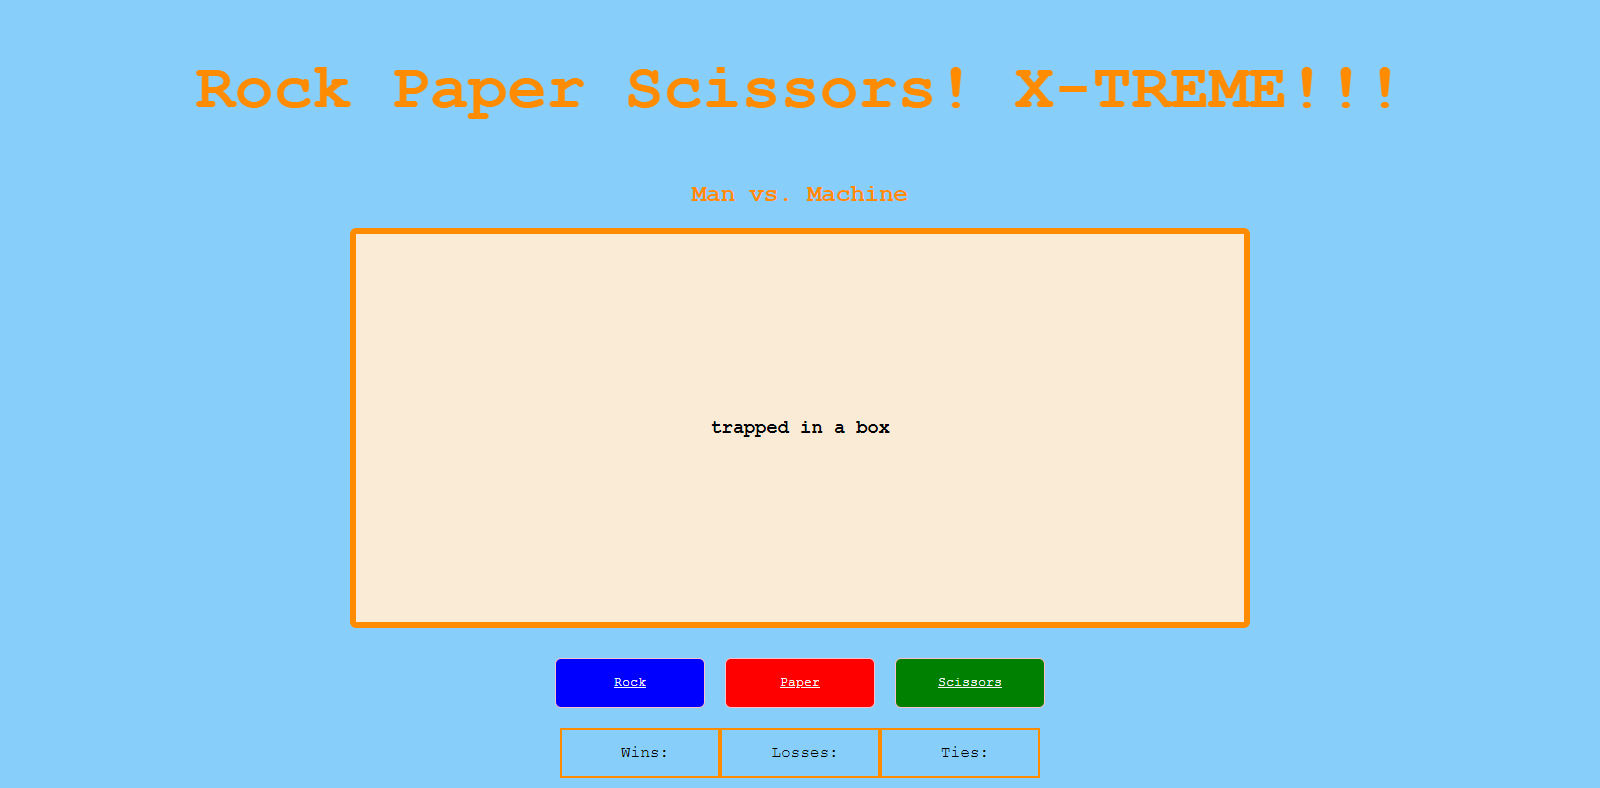 Rock Paper Scissors! X-TREME!!!
Man vs. Machine
trapped in a box
Rock Paper Scissors
Wins: Losses: Ties: